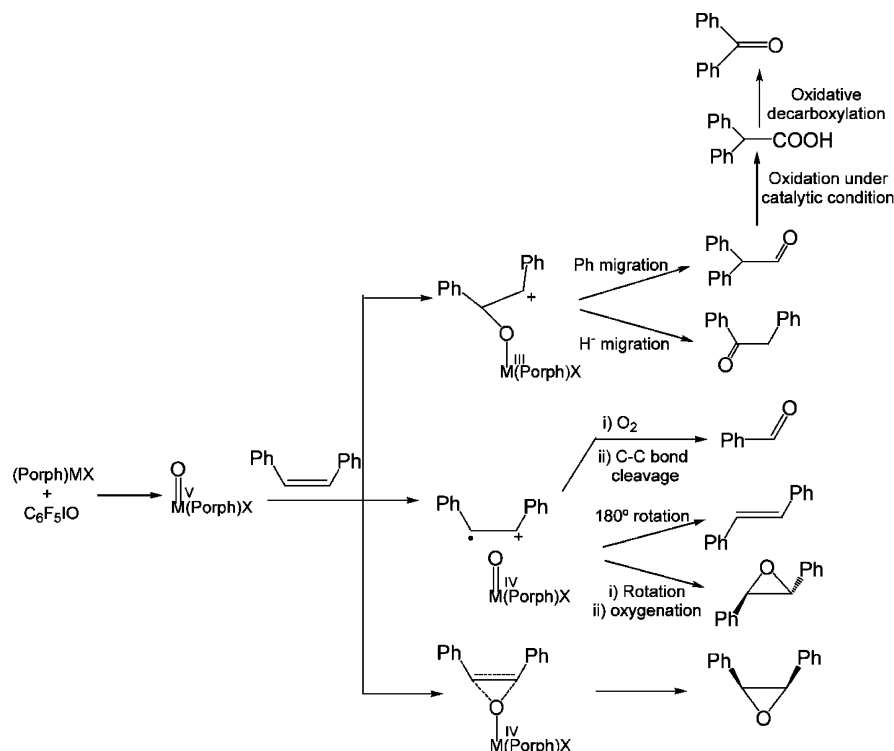 Ph
Ph
O
Oxidative
decarboxylation
Ph
Ph
COOH
Oxidation under
catalytic condition
Ph
Ph
O
Ph migration
Ph
Ph
+
O
III
M(Porph)X
H⁻ migration
Ph
Ph
O
i) O₂
ii) C-C bond
cleavage
Ph
O
(Porph)MX
+
C₆F₅IO
O
V
M(Porph)X
Ph
Ph
Ph
Ph
•
+
O
IV
M(Porph)X
180º rotation
Ph
Ph
i) Rotation
ii) oxygenation
O
Ph
Ph
Ph
Ph
O
IV
M(Porph)X
Ph
Ph
O